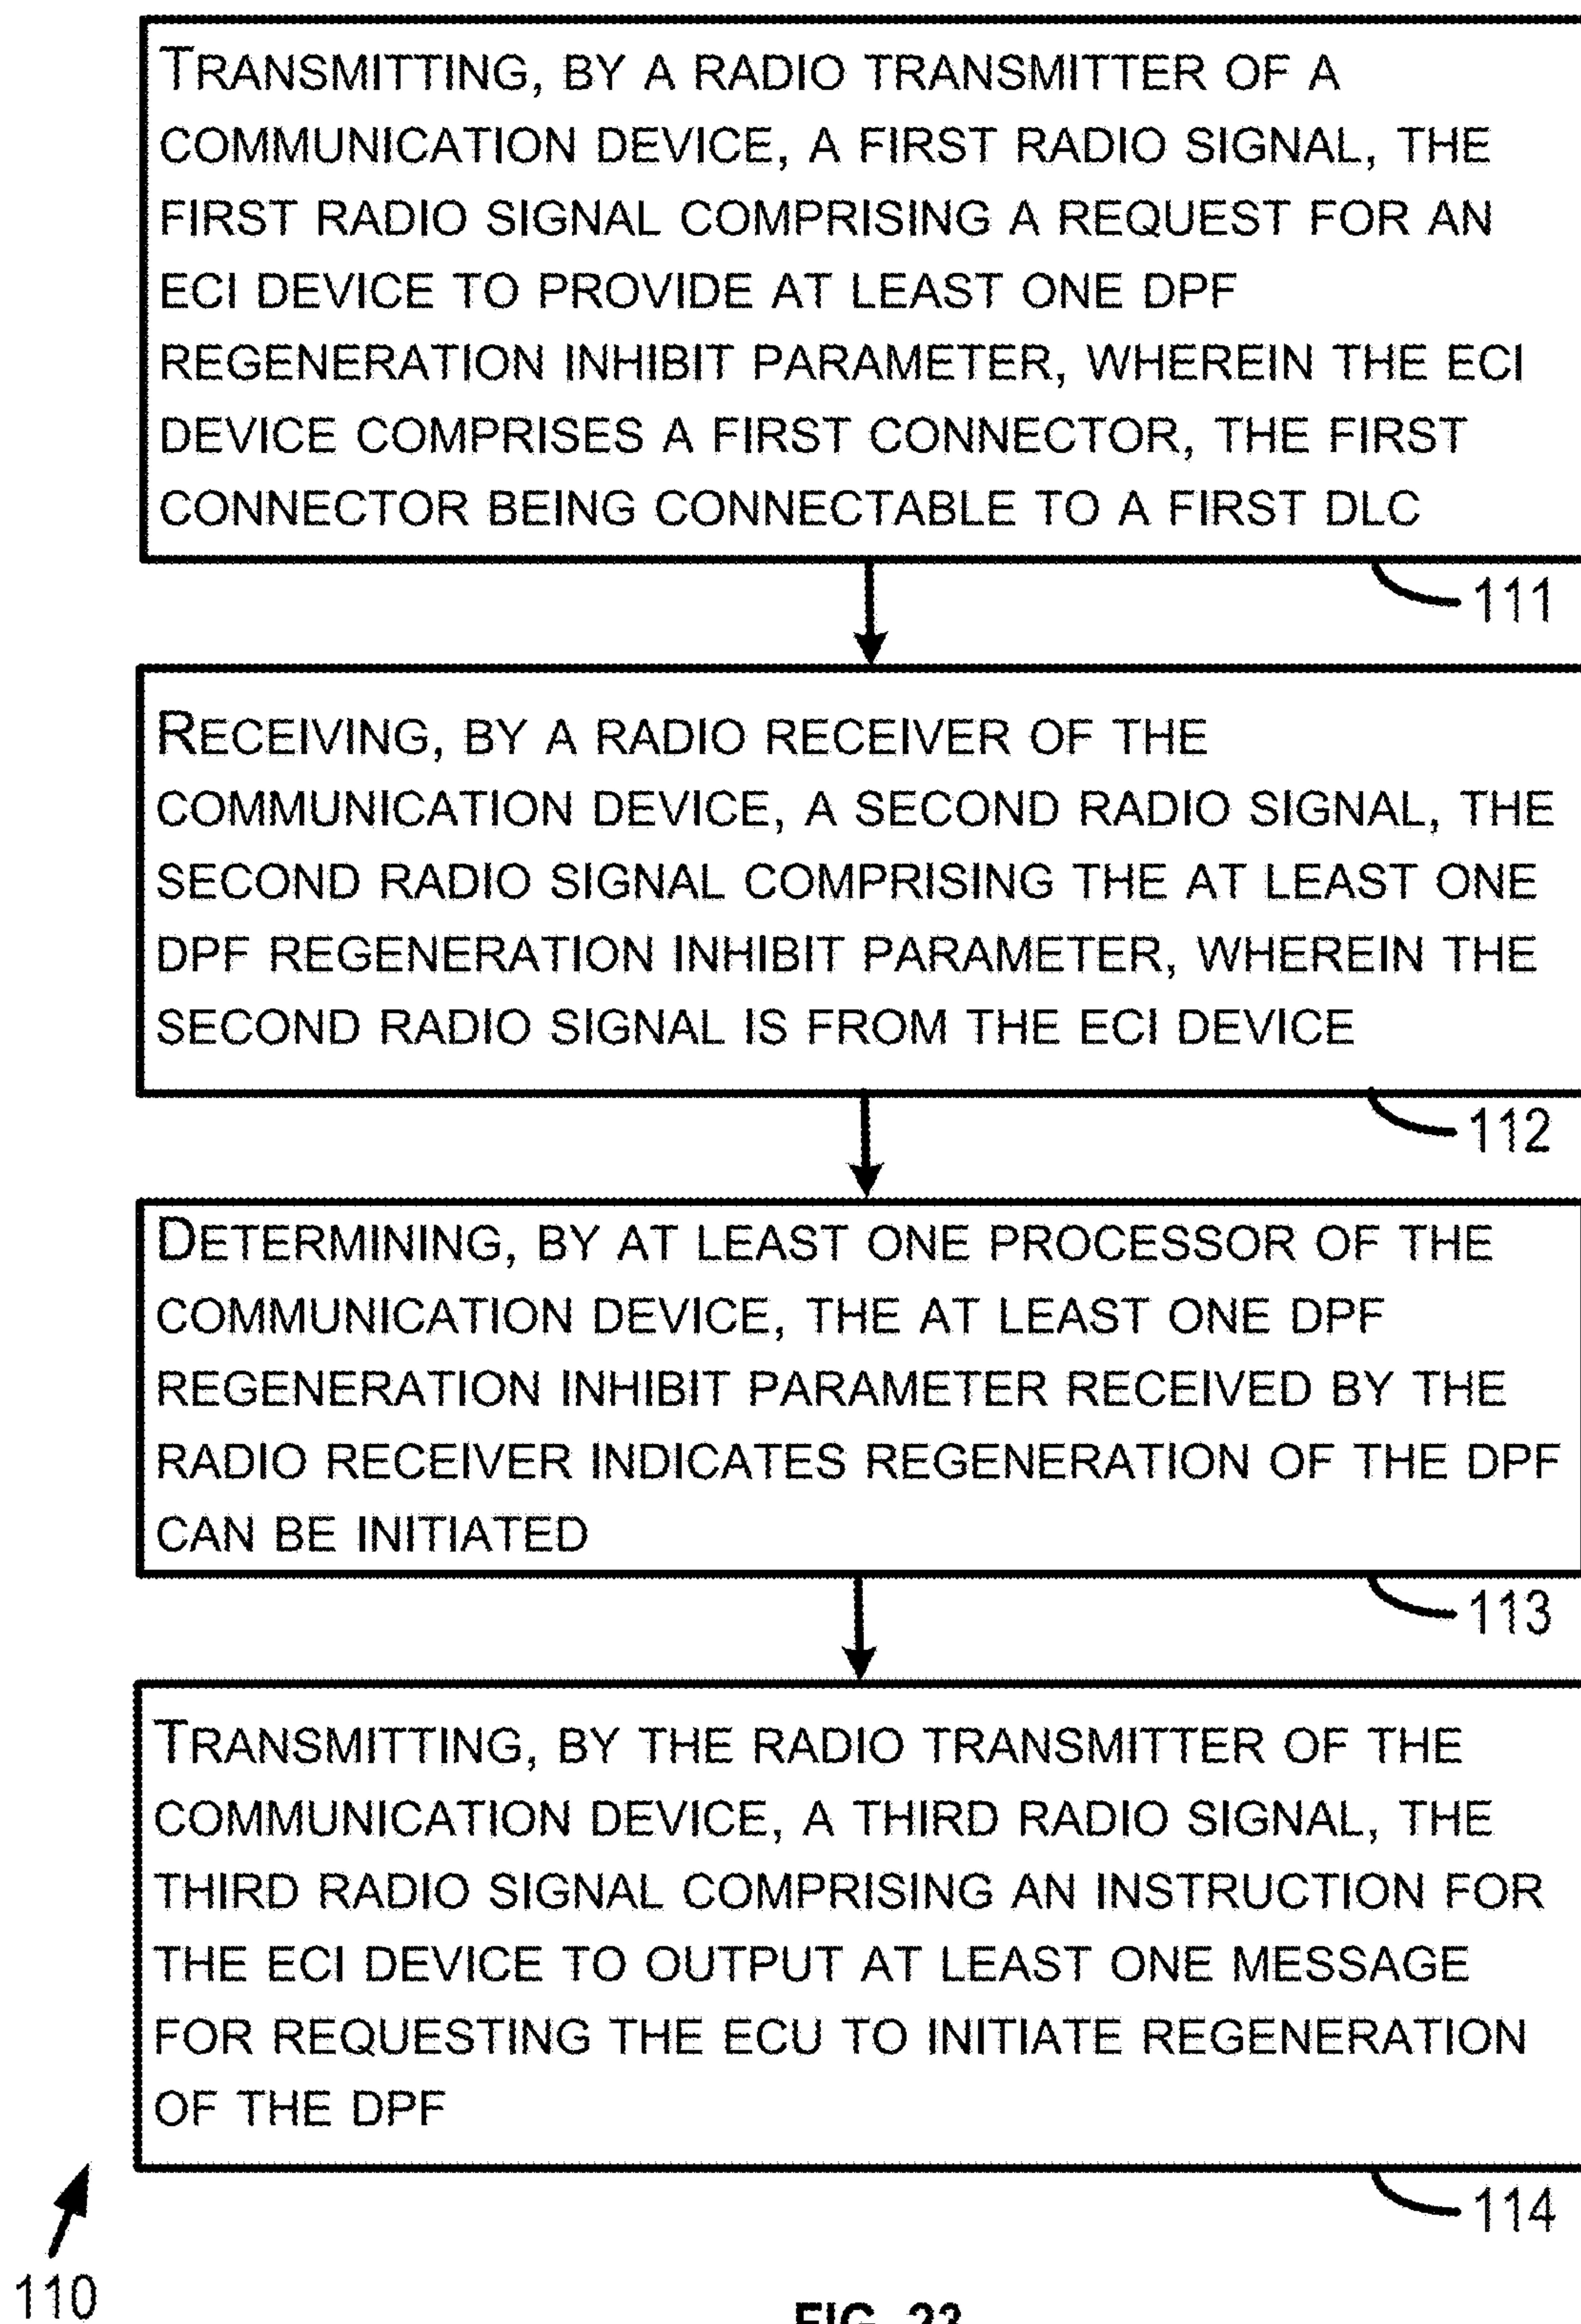 TRANSMITTING, BY A RADIO TRANSMITTER OF A
COMMUNICATION DEVICE, A FIRST RADIO SIGNAL, THE
FIRST RADIO SIGNAL COMPRISING A REQUEST FOR AN
ECI DEVICE TO PROVIDE AT LEAST ONE DPF
REGENERATION INHIBIT PARAMETER, WHEREIN THE ECI
DEVICE COMPRISES A FIRST CONNECTOR, THE FIRST
CONNECTOR BEING CONNECTABLE TO A FIRST DLC
111
RECEIVING, BY A RADIO RECEIVER OF THE
COMMUNICATION DEVICE, A SECOND RADIO SIGNAL, THE
SECOND RADIO SIGNAL COMPRISING THE AT LEAST ONE
DPF REGENERATION INHIBIT PARAMETER, WHEREIN THE
SECOND RADIO SIGNAL IS FROM THE ECI DEVICE
112
DETERMINING, BY AT LEAST ONE PROCESSOR OF THE
COMMUNICATION DEVICE, THE AT LEAST ONE DPF
REGENERATION INHIBIT PARAMETER RECEIVED BY THE
RADIO RECEIVER INDICATES REGENERATION OF THE DPF
CAN BE INITIATED
113
TRANSMITTING, BY THE RADIO TRANSMITTER OF THE
COMMUNICATION DEVICE, A THIRD RADIO SIGNAL, THE
THIRD RADIO SIGNAL COMPRISING AN INSTRUCTION FOR
THE ECI DEVICE TO OUTPUT AT LEAST ONE MESSAGE
FOR REQUESTING THE ECU TO INITIATE REGENERATION
OF THE DPF
114
110
FIG. 23